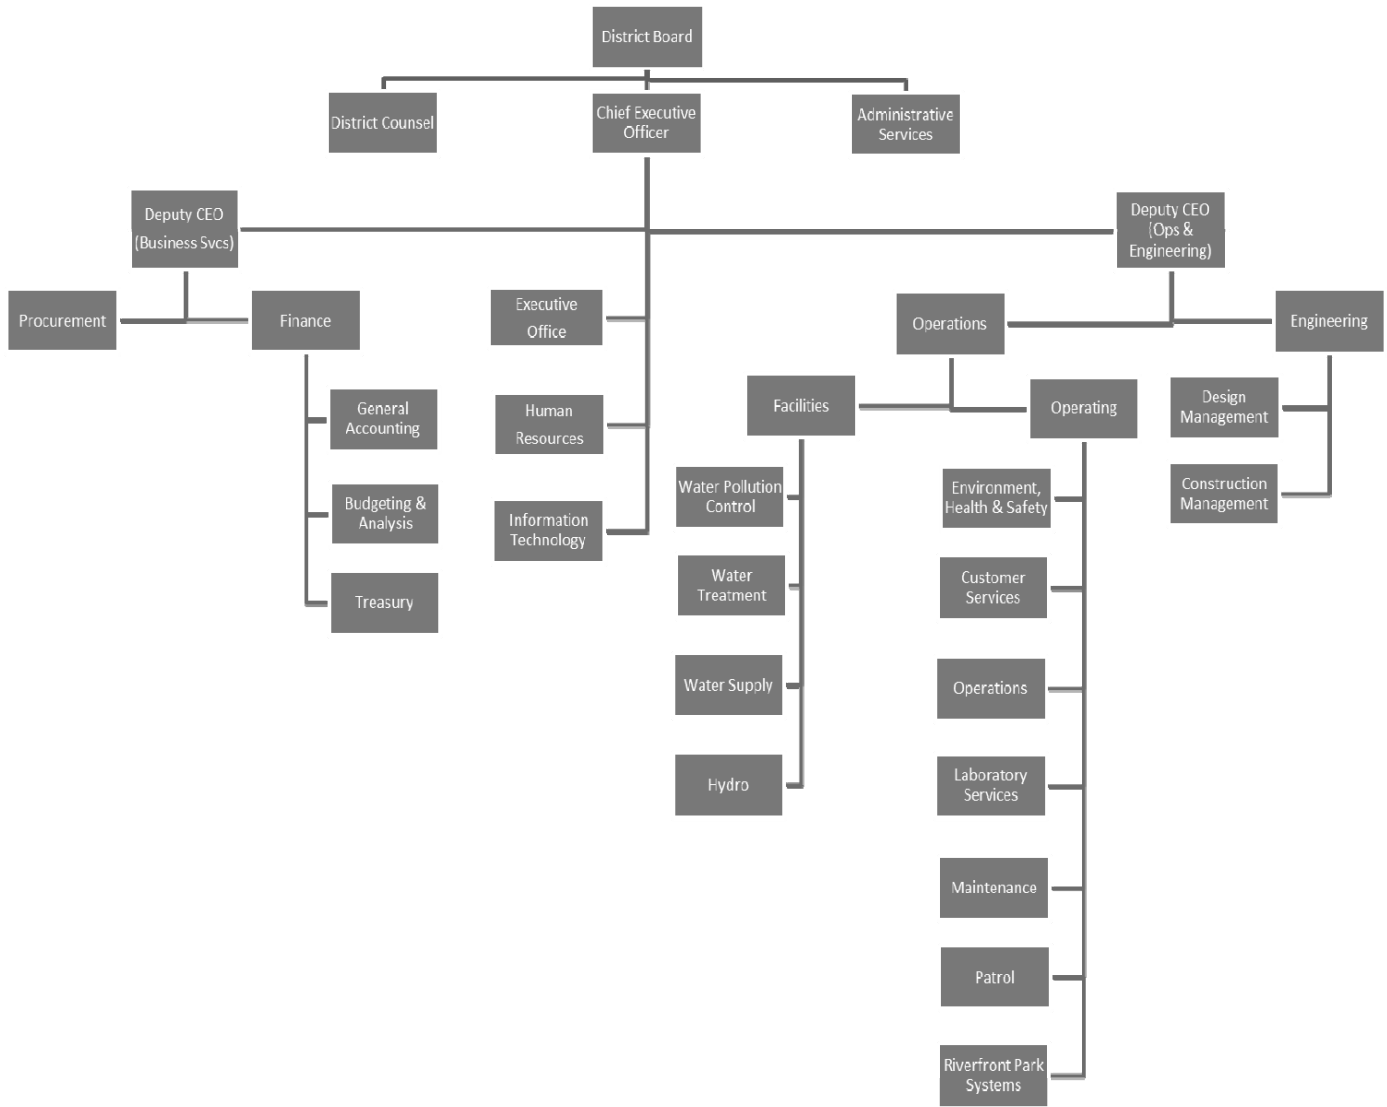 District Board
District Counsel
Chief Executive
Officer
Administrative
Services
Deputy CEO
(Business Svcs)
Deputy CEO
(Ops &
Engineering)
Procurement
Finance
Executive
Office
Operations
Engineering
General
Accounting
Human
Resources
Facilities
Operating
Design
Management
Budgeting &
Analysis
Information
Technology
Water Pollution
Control
Environment,
Health & Safety
Construction
Management
Treasury
Water
Treatment
Customer
Services
Water Supply
Operations
Hydro
Laboratory
Services
Maintenance
Patrol
Riverfront Park
Systems